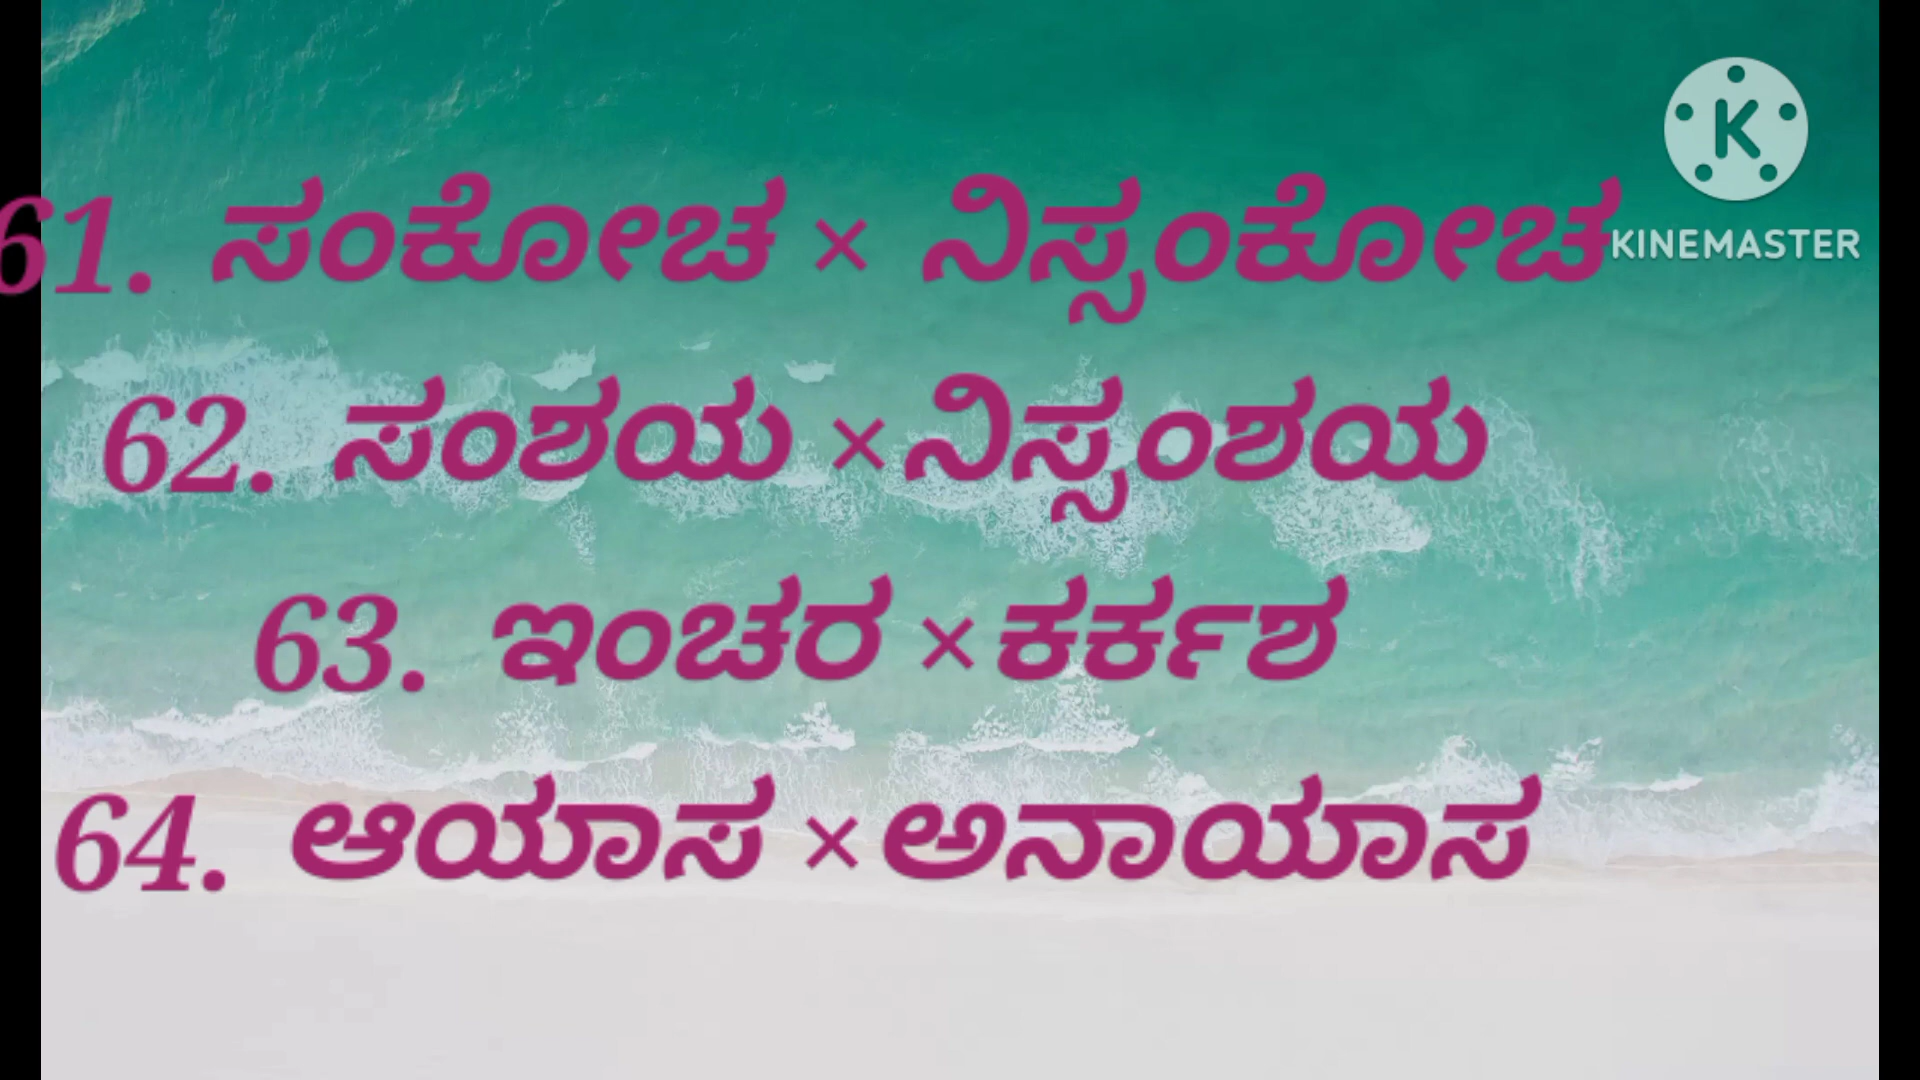 61. ಸಂಕೋಚ × ನಿಸ್ಸಂಕೋಚ
KINEMASTER
62. ಸಂಶಯ ×ನಿಸ್ಸಂಶಯ
63. ಇಂಚರ ×ಕರ್ಕಶ
64. ಆಯಾಸ ×ಅನಾಯಾಸ